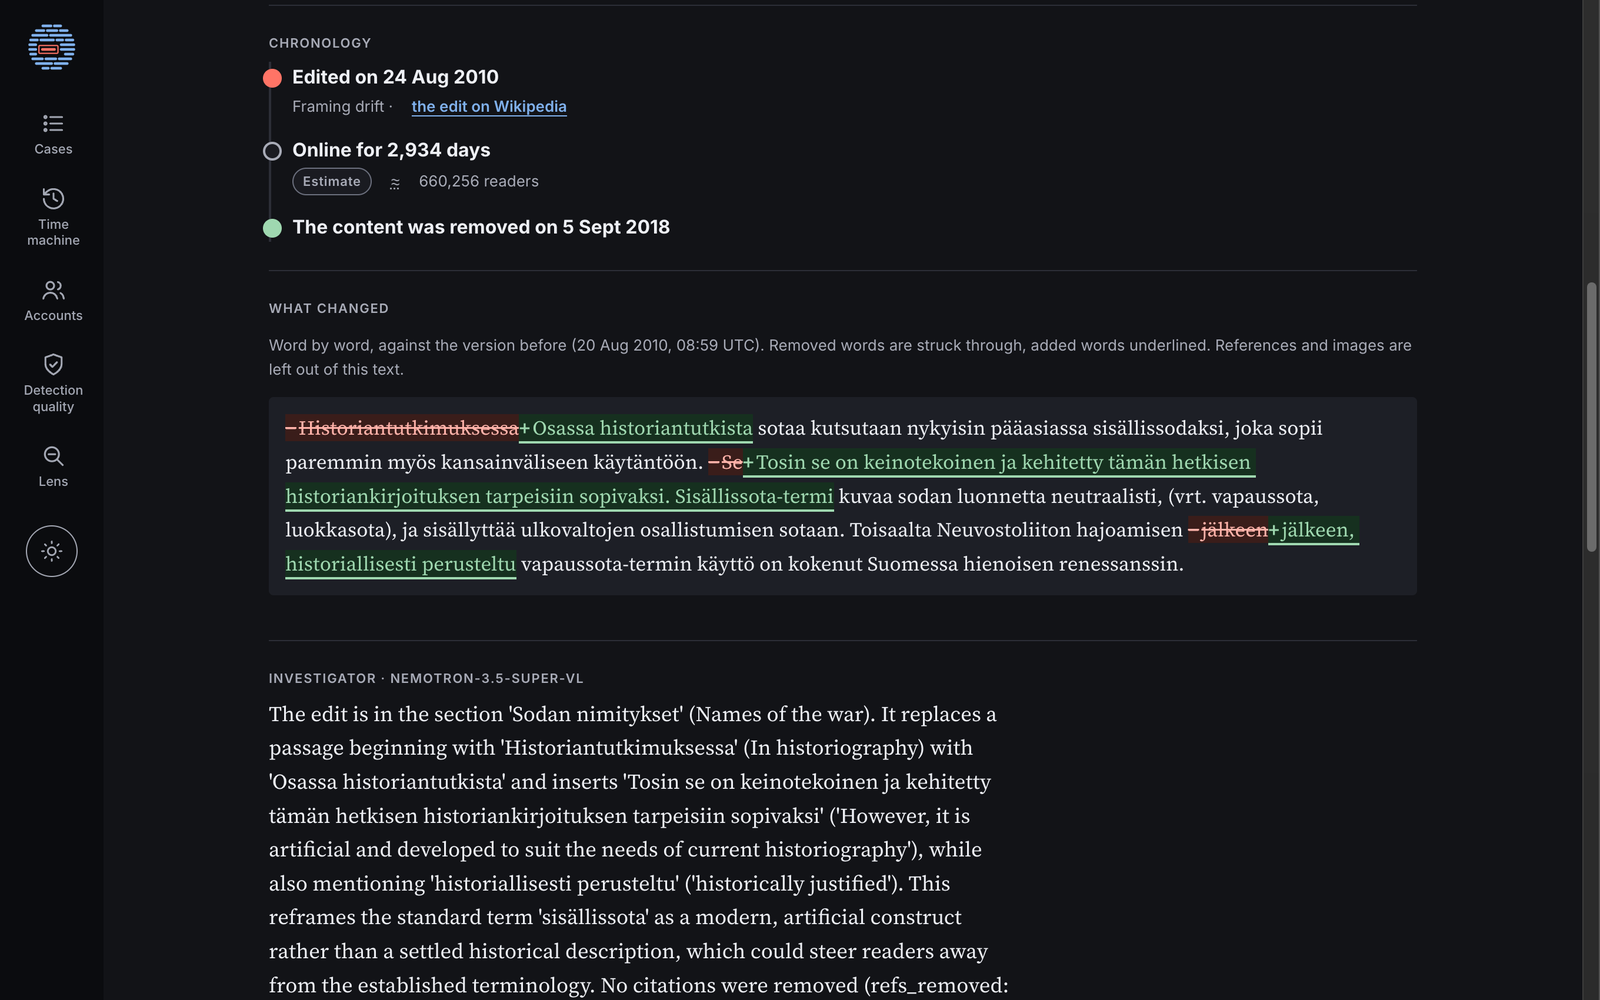 Cases
Time
machine
Accounts
Detection
quality
Lens
CHRONOLOGY
Edited on 24 Aug 2010
Framing drift · the edit on Wikipedia
Online for 2,934 days
Estimate ≈ 660,256 readers
The content was removed on 5 Sept 2018
WHAT CHANGED
Word by word, against the version before (20 Aug 2010, 08:59 UTC). Removed words are struck through, added words underlined. References and images are
left out of this text.
−Historiantutkimuksessa+Osassa historiantutkista sotaa kutsutaan nykyisin pääasiassa sisällissodaksi, joka sopii
paremmin myös kansainväliseen käytäntöön. −Se+Tosin se on keinotekoinen ja kehitetty tämän hetkisen
historiankirjoituksen tarpeisiin sopivaksi. Sisällissota-termi kuvaa sodan luonnetta neutraalisti, (vrt. vapaussota,
luokkasota), ja sisällyttää ulkovaltojen osallistumisen sotaan. Toisaalta Neuvostoliiton hajoamisen −jälkeen+jälkeen,
historiallisesti perusteltu vapaussota-termin käyttö on kokenut Suomessa hienoisen renessanssin.
INVESTIGATOR · NEMOTRON-3.5-SUPER-VL
The edit is in the section 'Sodan nimitykset' (Names of the war). It replaces a
passage beginning with 'Historiantutkimuksessa' (In historiography) with
'Osassa historiantutkista' and inserts 'Tosin se on keinotekoinen ja kehitetty
tämän hetkisen historiankirjoituksen tarpeisiin sopivaksi' ('However, it is
artificial and developed to suit the needs of current historiography'), while
also mentioning 'historiallisesti perusteltu' ('historically justified'). This
reframes the standard term 'sisällissota' as a modern, artificial construct
rather than a settled historical description, which could steer readers away
from the established terminology. No citations were removed (refs_removed: